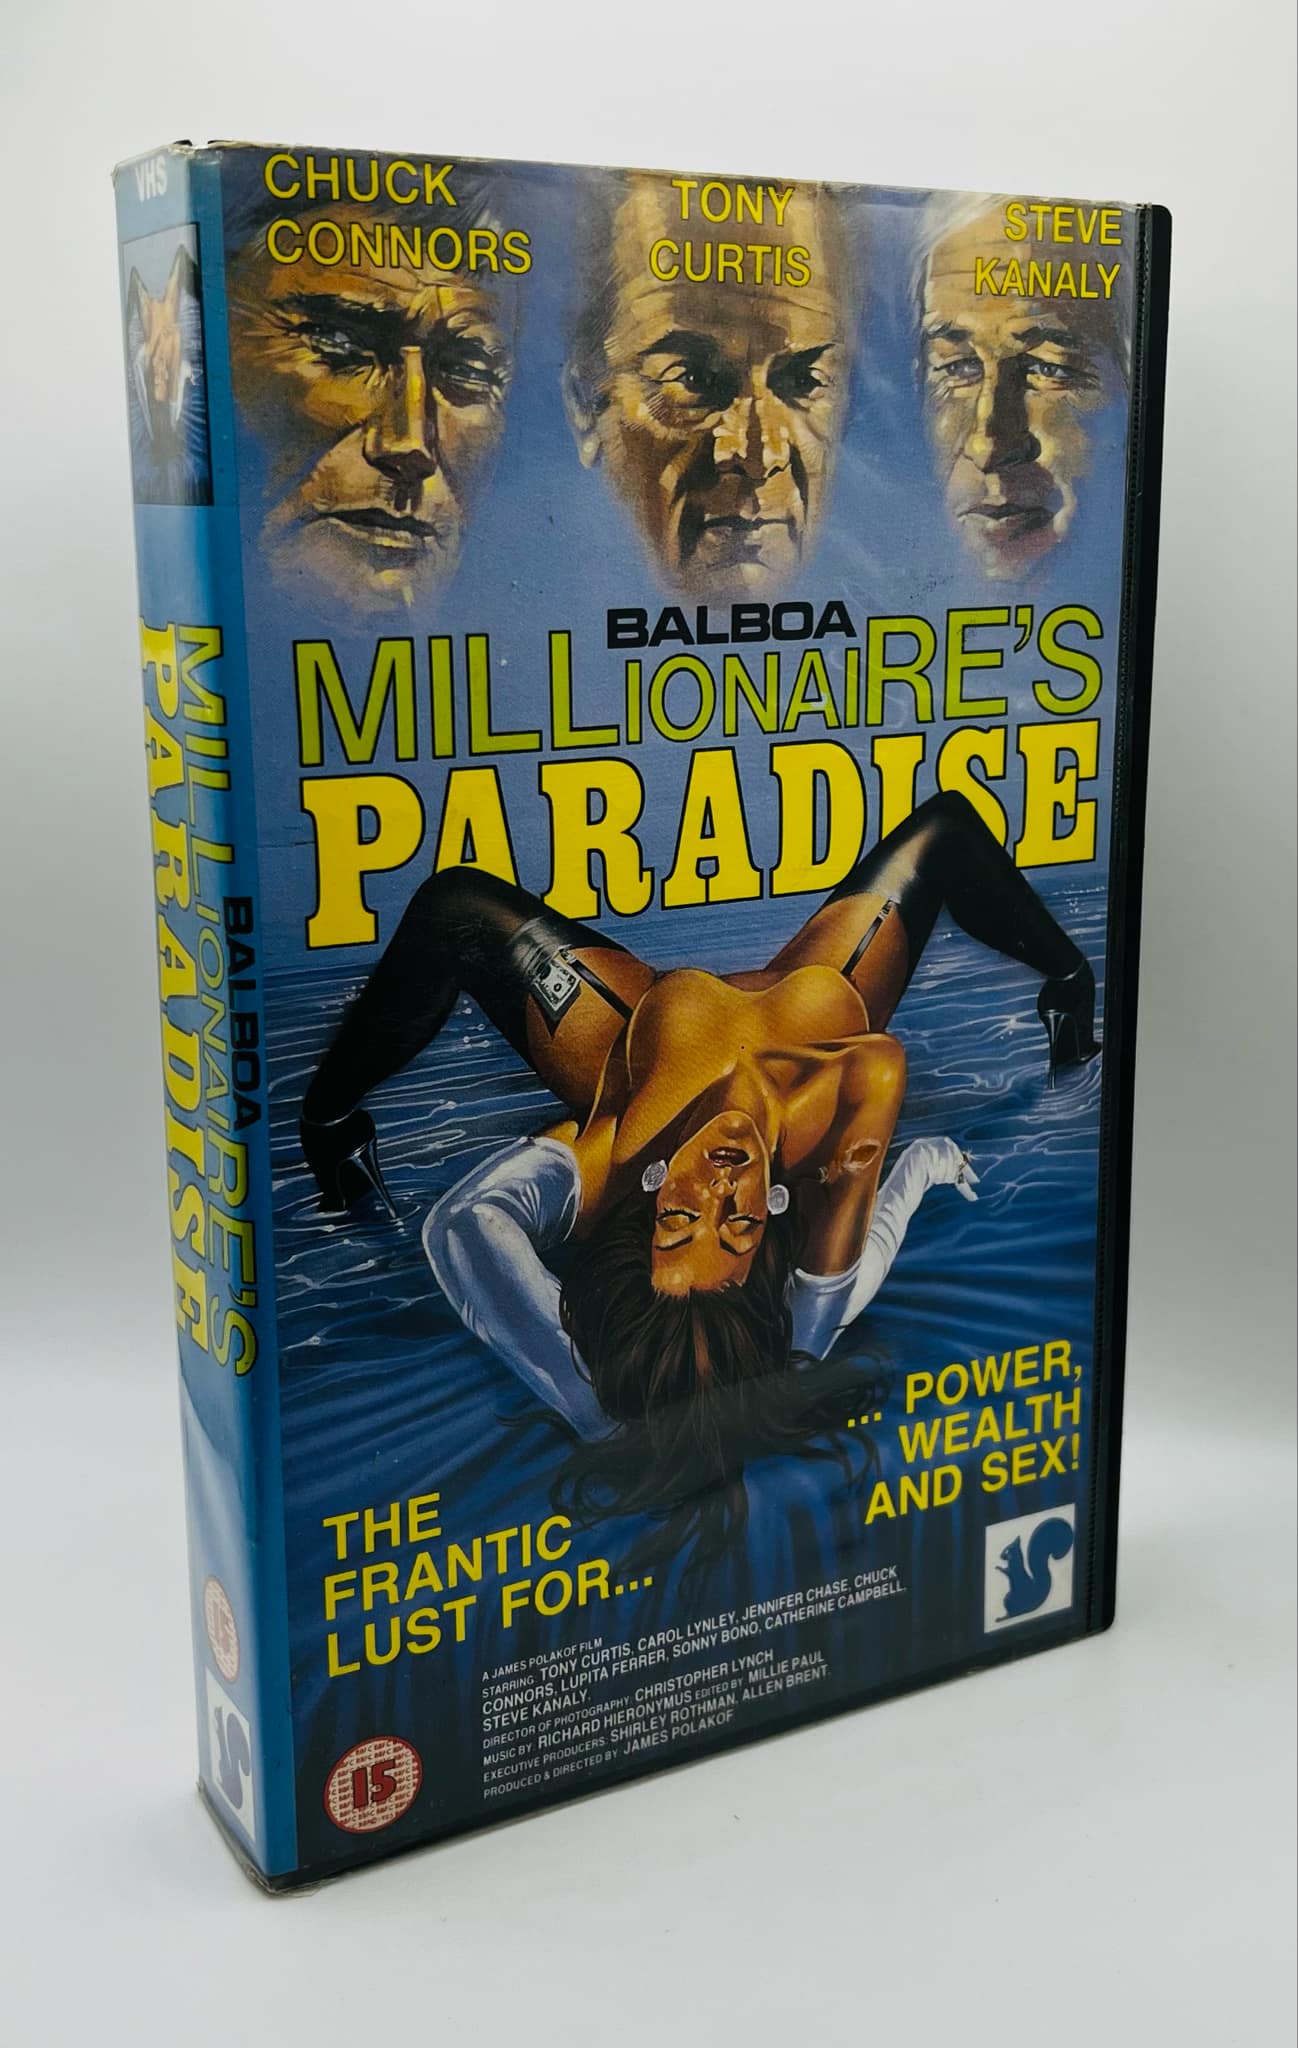 VHS
BALBOA
MILLIONAIRE'S
PARADISE
15
CHUCK
CONNORS
TONY
CURTIS
STEVE
KANALY
BALBOA
MILLIONAIRE'S
PARADISE
THE
FRANTIC
LUST FOR...
... POWER,
WEALTH
AND SEX!
A JAMES POLAKOF FILM
STARRING: TONY CURTIS, CAROL LYNLEY, JENNIFER CHASE, CHUCK
CONNORS, LUPITA FERRER, SONNY BONO, CATHERINE CAMPBELL,
STEVE KANALY,
DIRECTOR OF PHOTOGRAPHY: CHRISTOPHER LYNCH
MUSIC BY: RICHARD HIERONYMUS EDITED BY: MILLIE PAUL
EXECUTIVE PRODUCERS: SHIRLEY ROTHMAN, ALLEN BRENT,
PRODUCED & DIRECTED BY: JAMES POLAKOF
15